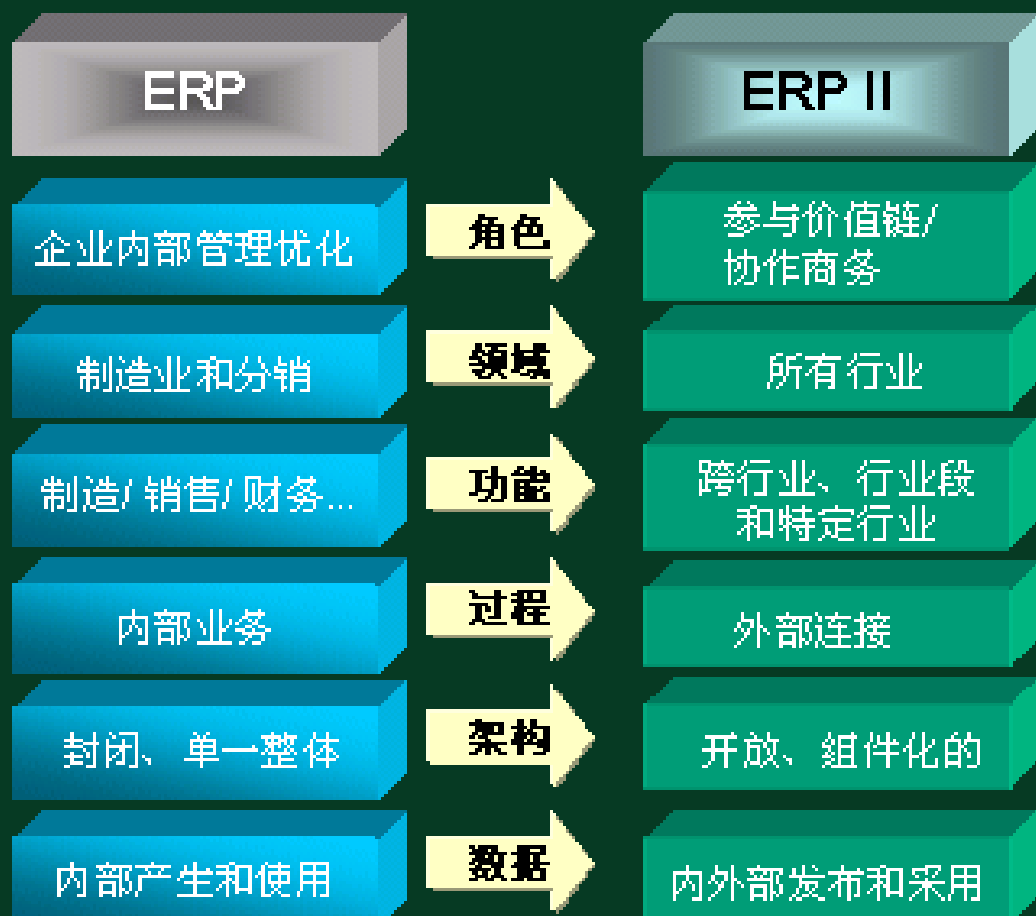 ERP
ERP II
企业内部管理优化
角色
参与价值链/
协作商务
制造业和分销
领域
所有行业
制造/ 销售/ 财务...
功能
跨行业、行业段
和特定行业
内部业务
过程
外部连接
封闭、单一整体
架构
开放、组件化的
内部产生和使用
数据
内外部发布和采用